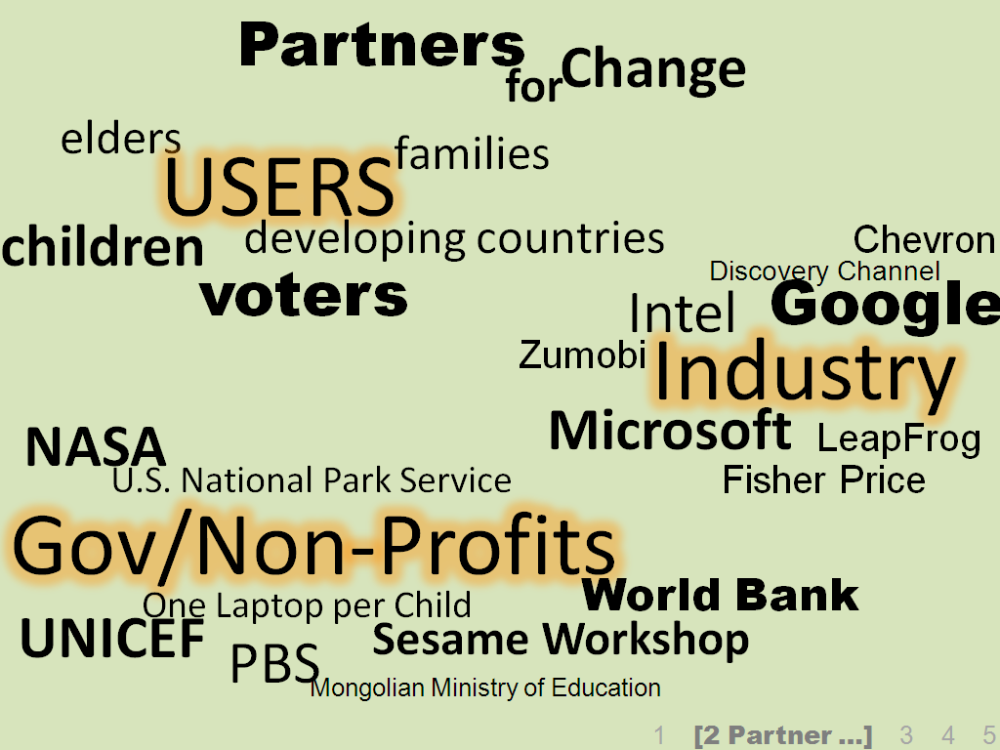 Partners
for Change
elders
USERS families
children developing countries
voters
Chevron
Discovery Channel
Intel Google
Zumobi Industry
Microsoft LeapFrog
Fisher Price
NASA
U.S. National Park Service
Gov/Non-Profits
One Laptop per Child World Bank
UNICEF PBS Sesame Workshop
Mongolian Ministry of Education
1 [2 Partner ...] 3 4 5